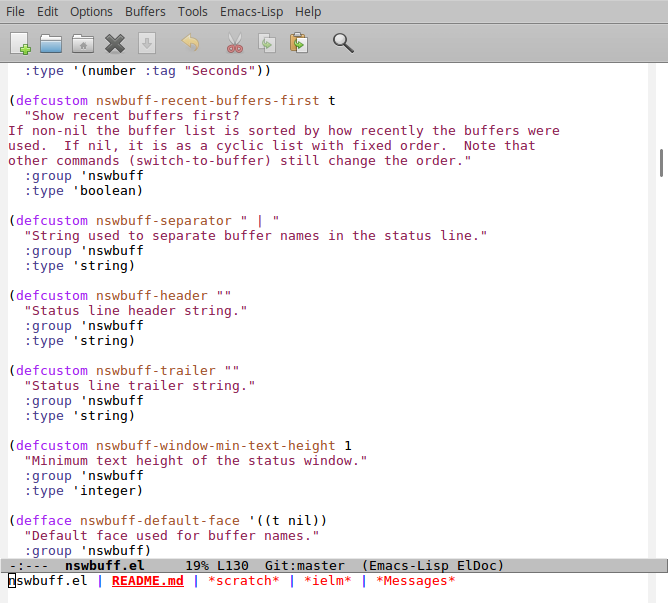 File Edit Options Buffers Tools Emacs-Lisp Help
:type '(number :tag "Seconds"))
(defcustom nswbuff-recent-buffers-first t
"Show recent buffers first?
If non-nil the buffer list is sorted by how recently the buffers were
used.  If nil, it is as a cyclic list with fixed order.  Note that
other commands (switch-to-buffer) still change the order."
:group 'nswbuff
:type 'boolean)
(defcustom nswbuff-separator " | "
"String used to separate buffer names in the status line."
:group 'nswbuff
:type 'string)
(defcustom nswbuff-header ""
"Status line header string."
:group 'nswbuff
:type 'string)
(defcustom nswbuff-trailer ""
"Status line trailer string."
:group 'nswbuff
:type 'string)
(defcustom nswbuff-window-min-text-height 1
"Minimum text height of the status window."
:group 'nswbuff
:type 'integer)
(defface nswbuff-default-face '((t nil))
"Default face used for buffer names."
:group 'nswbuff)
-:---  nswbuff.el     19% L130  Git:master  (Emacs-Lisp ElDoc)
nswbuff.el | README.md | *scratch* | *ielm* | *Messages*